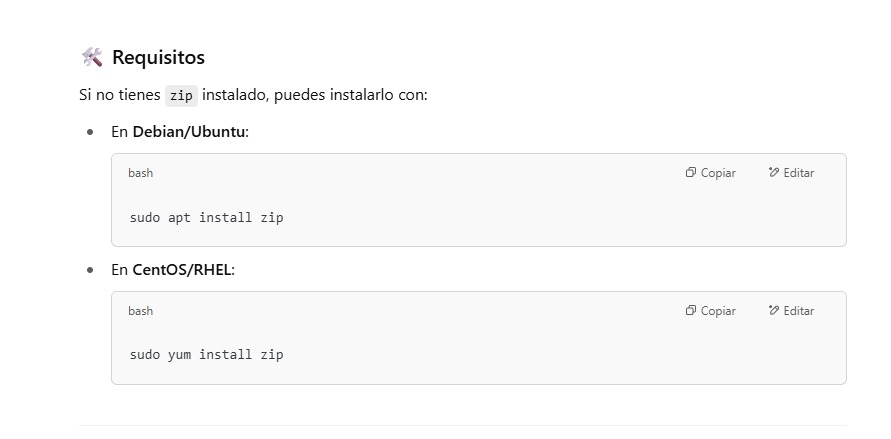 🛠️ Requisitos
Si no tienes zip instalado, puedes instalarlo con:
• En Debian/Ubuntu:
bash Copiar Editar
sudo apt install zip
• En CentOS/RHEL:
bash Copiar Editar
sudo yum install zip